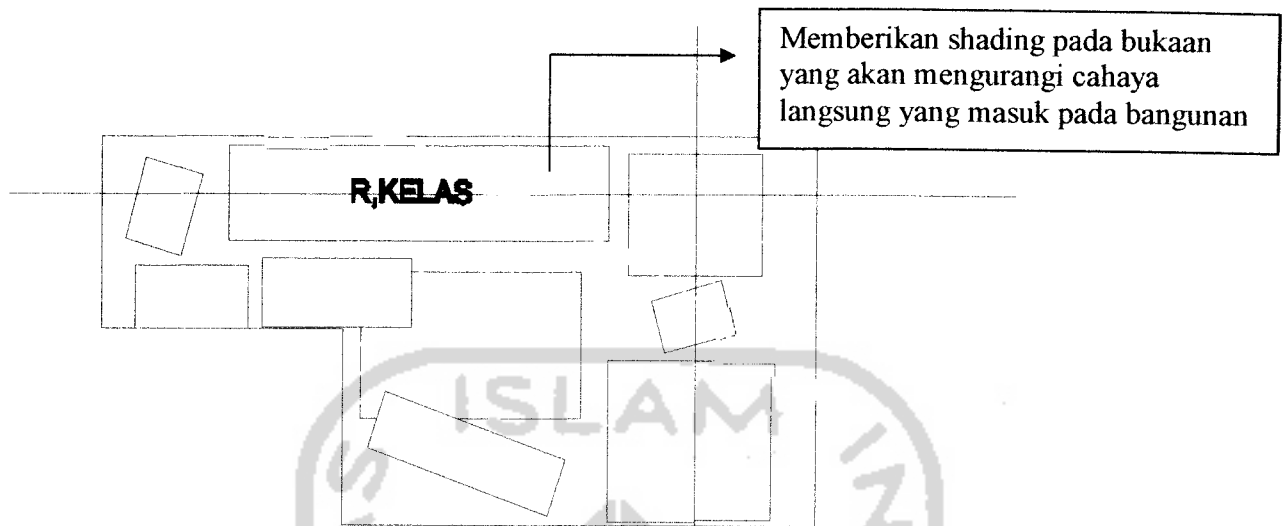 Memberikan shading pada bukaan
yang akan mengurangi cahaya
langsung yang masuk pada bangunan
R,KELAS
ISLAM